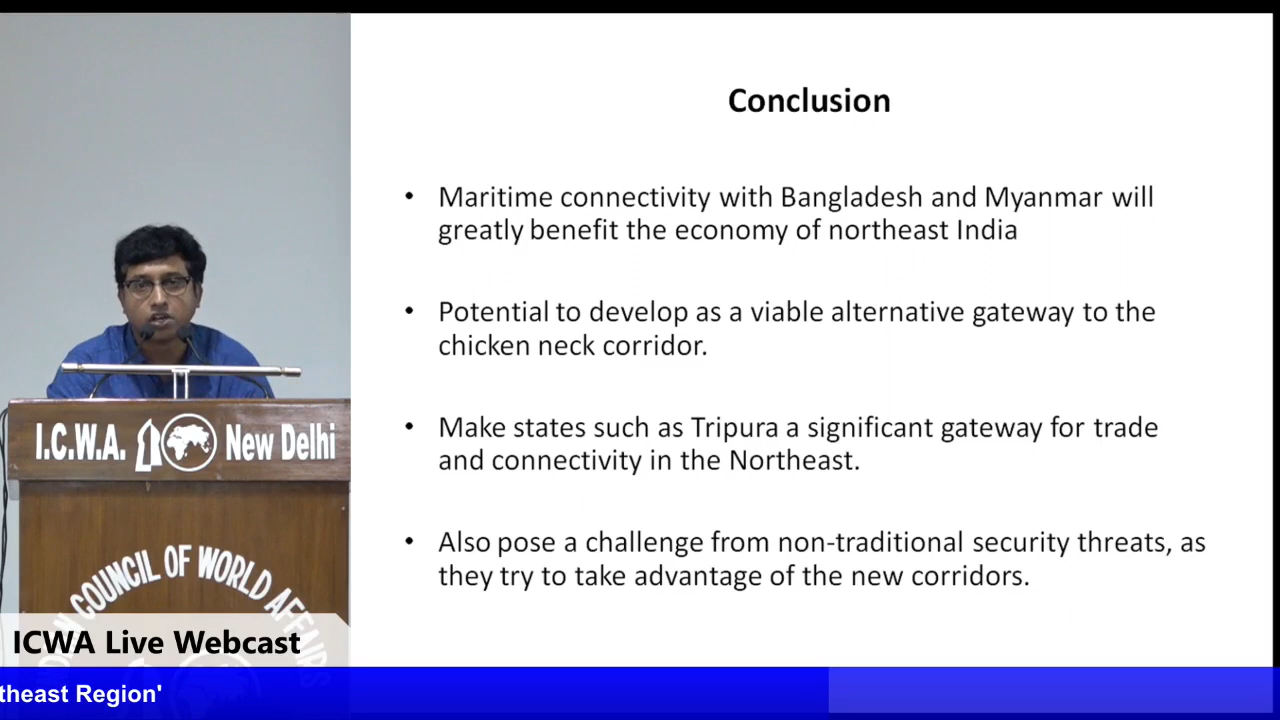 Conclusion
• Maritime connectivity with Bangladesh and Myanmar will
greatly benefit the economy of northeast India
• Potential to develop as a viable alternative gateway to the
chicken neck corridor.
• Make states such as Tripura a significant gateway for trade
and connectivity in the Northeast.
• Also pose a challenge from non-traditional security threats, as
they try to take advantage of the new corridors.
I.C.W.A. New Delhi
COUNCIL OF WORLD AFFAIRS
ICWA Live Webcast
theast Region'